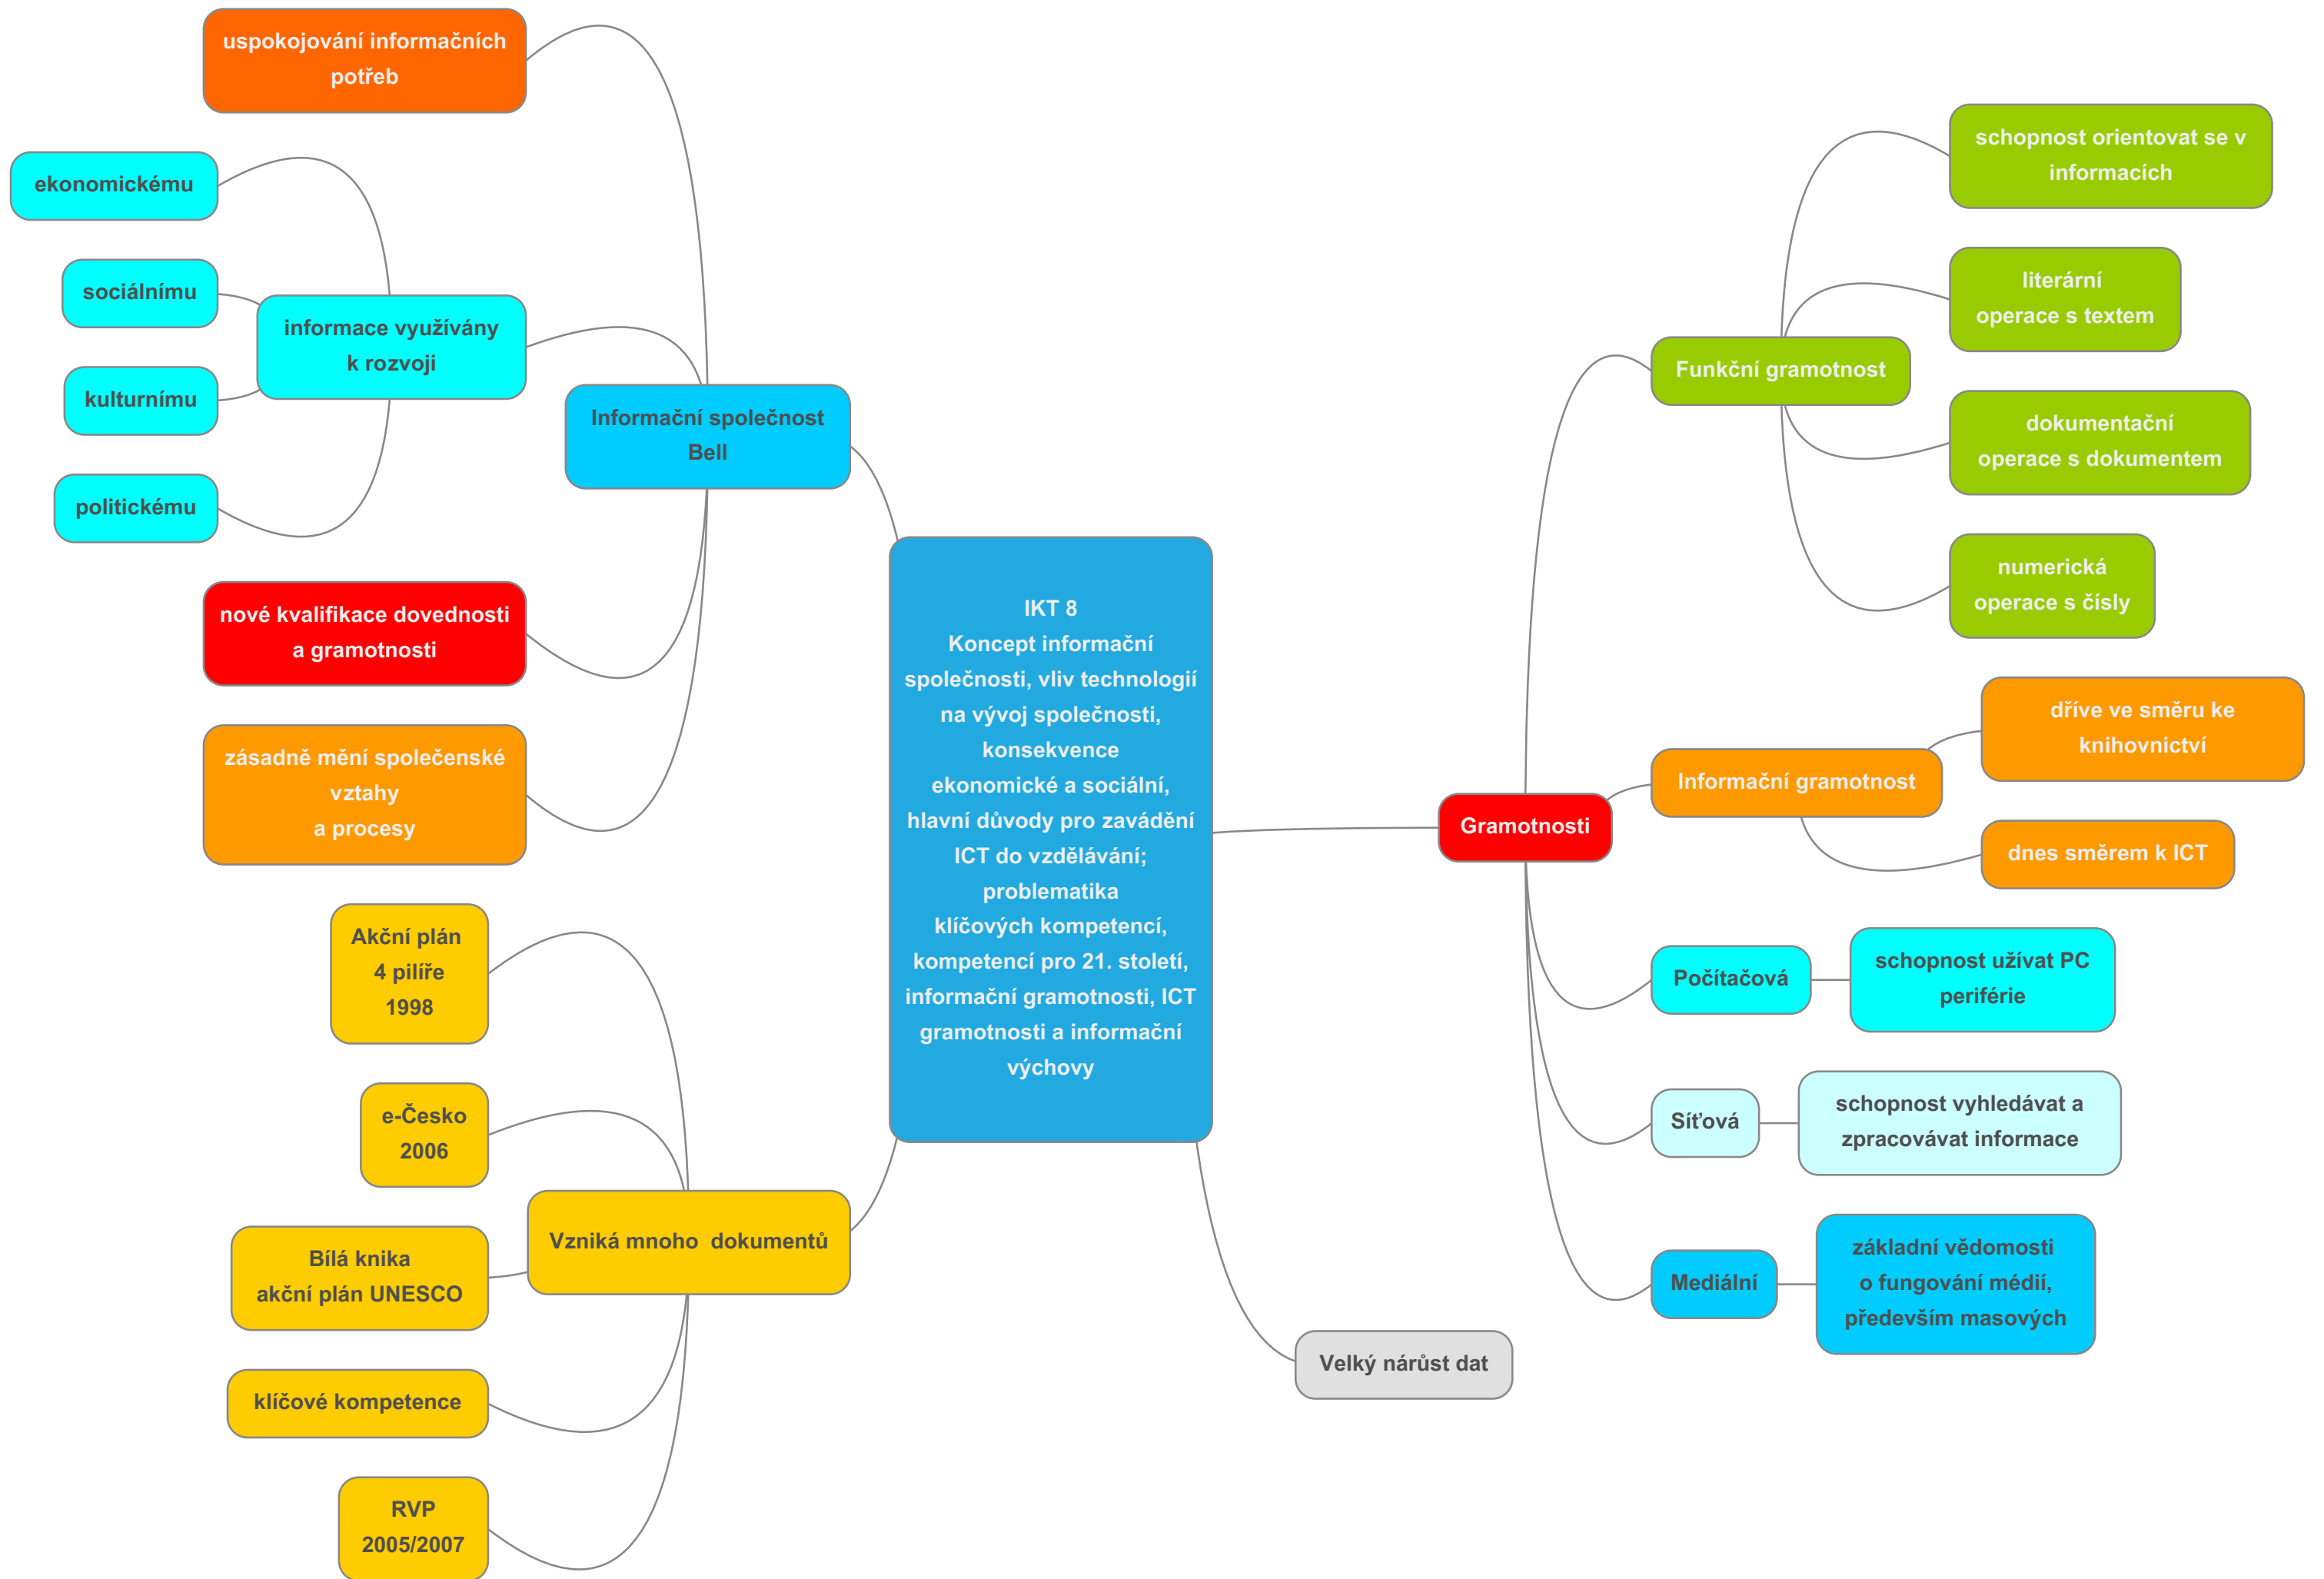 uspokojování informačních
potřeb
ekonomickému
sociálnímu
kulturnímu
politickému
informace využívány
k rozvoji
Informační společnost
Bell
nové kvalifikace dovednosti
a gramotnosti
zásadně mění společenské
vztahy
a procesy
Akční plán
4 pilíře
1998
e-Česko
2006
Bílá knika
akční plán UNESCO
klíčové kompetence
RVP
2005/2007
Vzniká mnoho  dokumentů
IKT 8
Koncept informační
společnosti, vliv technologií
na vývoj společnosti,
konsekvence
ekonomické a sociální,
hlavní důvody pro zavádění
ICT do vzdělávání;
problematika
klíčových kompetencí,
kompetencí pro 21. století,
informační gramotnosti, ICT
gramotnosti a informační
výchovy
Gramotnosti
Funkční gramotnost
schopnost orientovat se v
informacích
literární
operace s textem
dokumentační
operace s dokumentem
numerická
operace s čísly
Informační gramotnost
dříve ve směru ke
knihovnictví
dnes směrem k ICT
Počítačová
schopnost užívat PC
periférie
Síťová
schopnost vyhledávat a
zpracovávat informace
Mediální
základní vědomosti
o fungování médií,
především masových
Velký nárůst dat